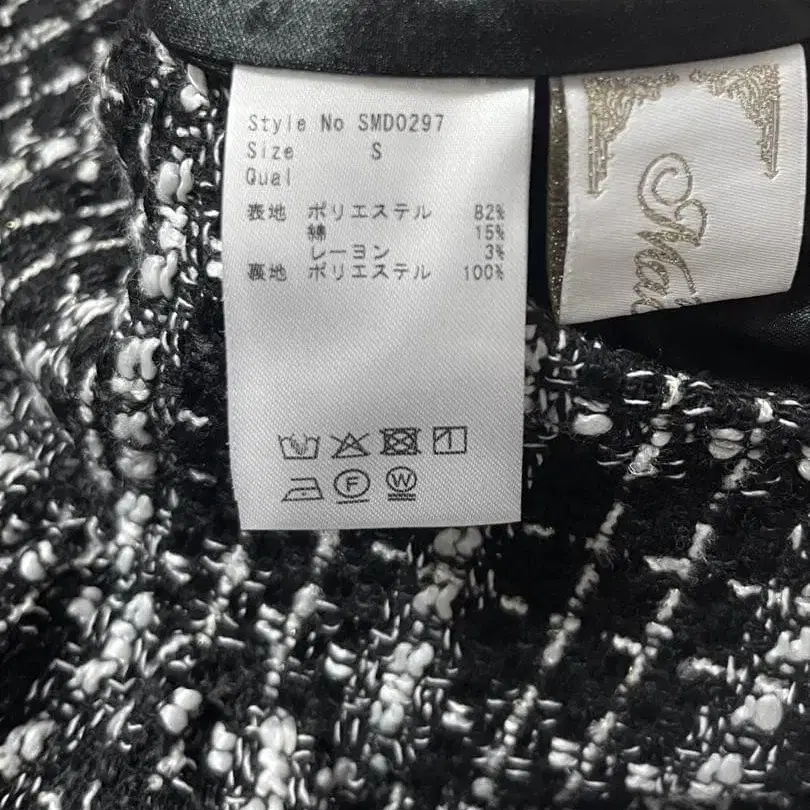 Style No SMD0297
Size S
Qual
表地 ポリエステル 82%
綿 15%
レーヨン 3%
裏地 ポリエステル 100%
F
W